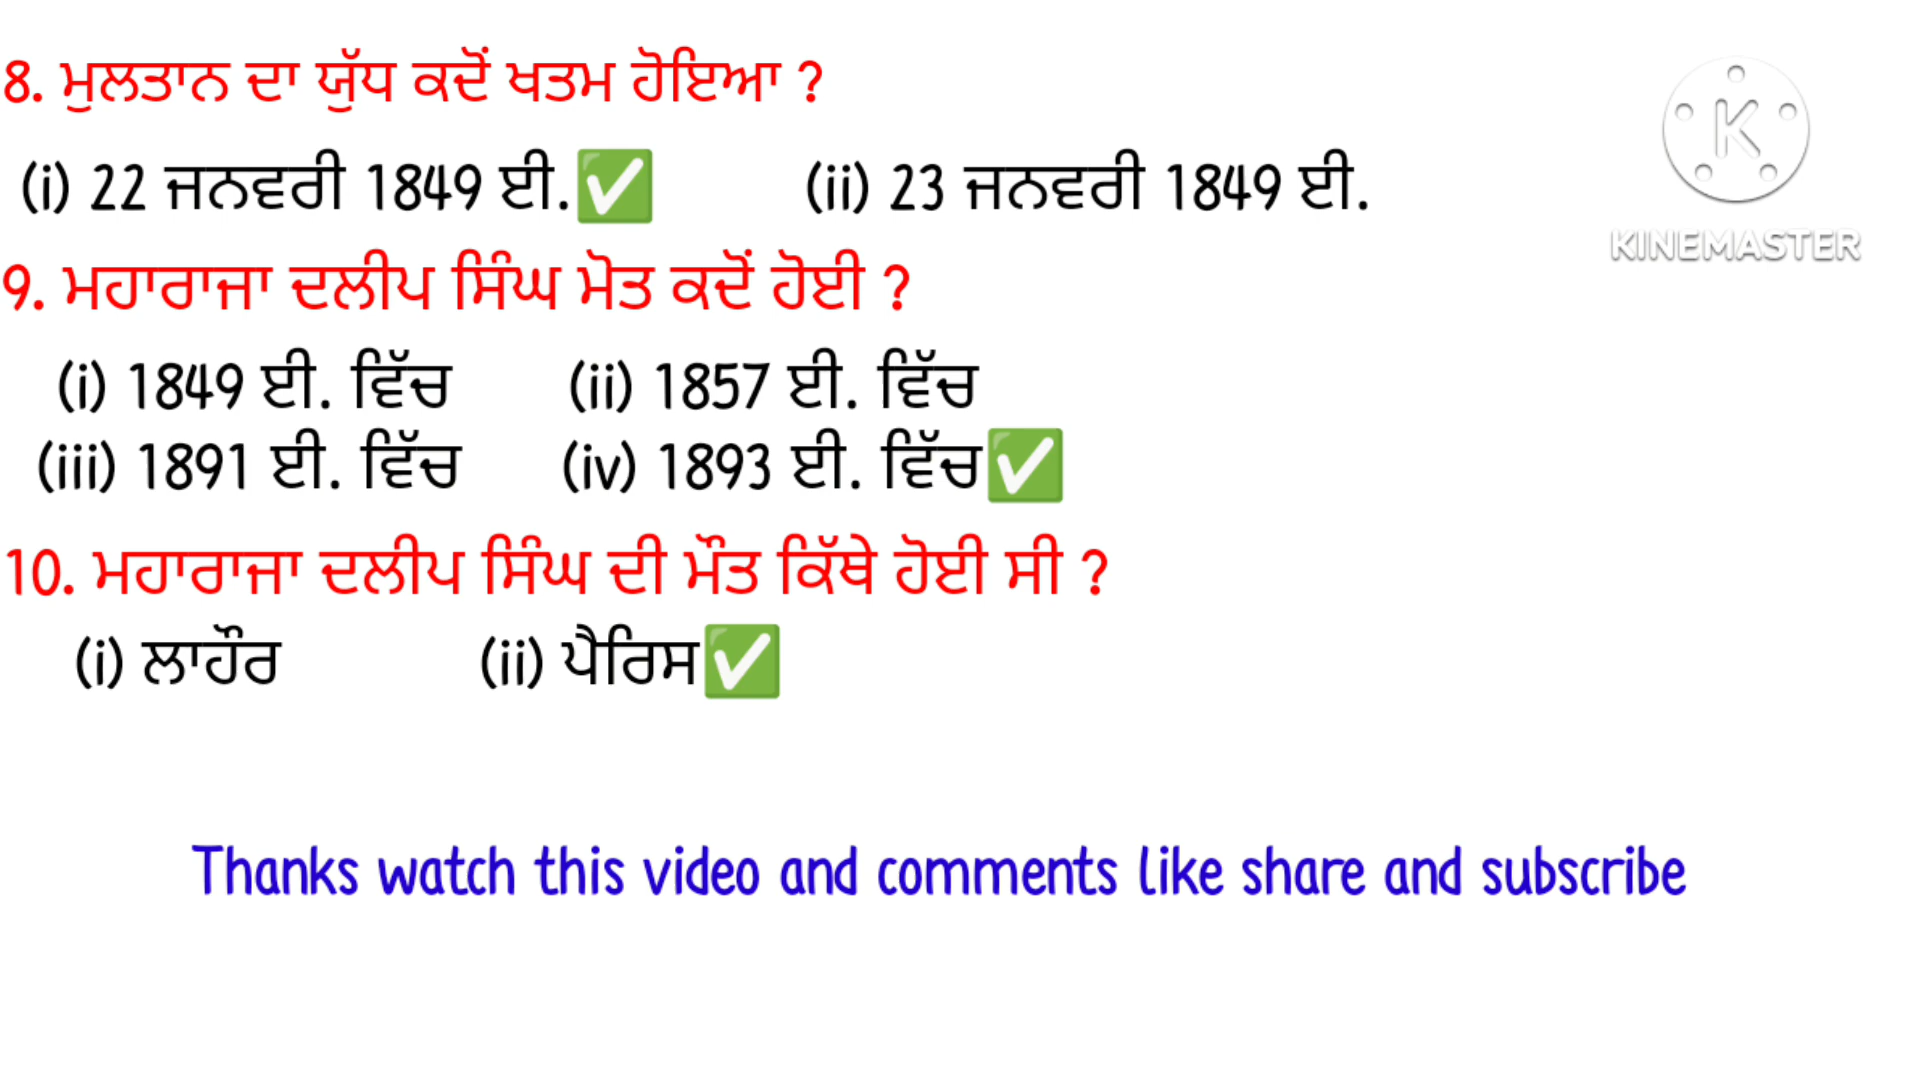 8. ਮੁਲਤਾਨ ਦਾ ਯੁੱਧ ਕਦੋਂ ਖਤਮ ਹੋਇਆ ?
(i) 22 ਜਨਵਰੀ 1849 ਈ.✅ (ii) 23 ਜਨਵਰੀ 1849 ਈ.
KINEMASTER
9. ਮਹਾਰਾਜਾ ਦਲੀਪ ਸਿੰਘ ਮੋਤ ਕਦੋਂ ਹੋਈ ?
(i) 1849 ਈ. ਵਿੱਚ (ii) 1857 ਈ. ਵਿੱਚ
(iii) 1891 ਈ. ਵਿੱਚ (iv) 1893 ਈ. ਵਿੱਚ✅
10. ਮਹਾਰਾਜਾ ਦਲੀਪ ਸਿੰਘ ਦੀ ਮੌਤ ਕਿੱਥੇ ਹੋਈ ਸੀ ?
(i) ਲਾਹੌਰ (ii) ਪੈਰਿਸ✅
Thanks watch this video and comments like share and subscribe